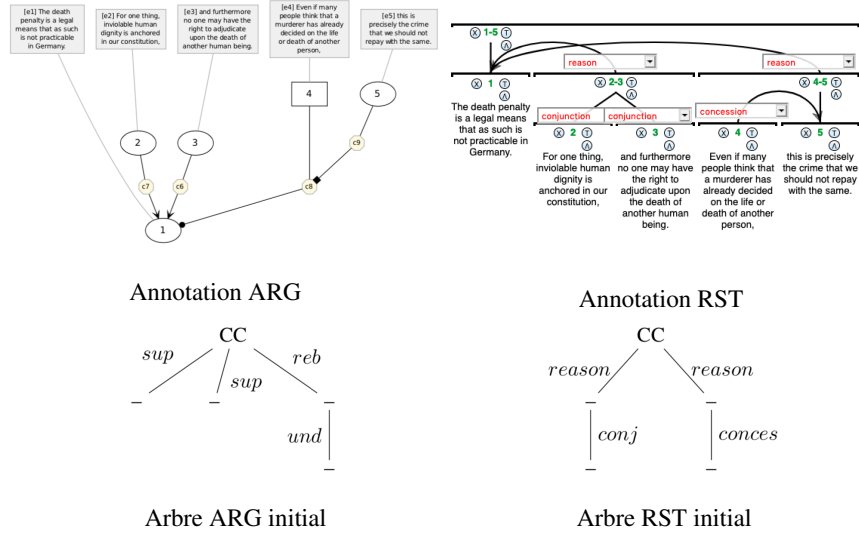 [e1] The death
penalty is a legal
means that as such
is not practicable
in Germany.
[e2] For one thing,
inviolable human
dignity is anchored
in our constitution,
[e3] and furthermore
no one may have the
right to adjudicate
upon the death of
another human being.
[e4] Even if many
people think that a
murderer has already
decided on the life
or death of another
person,
[e5] this is
precisely the crime
that we should not
repay with the same.
4
5
2
3
c9
c7
c6
c8
1
Annotation ARG
1-5
reason
reason
1
2-3
4-5
The death penalty
is a legal means
that as such is
not practicable in
Germany.
conjunction
conjunction
concession
2
3
4
5
For one thing,
inviolable human
dignity is
anchored in our
constitution,
and furthermore
no one may have
the right to
adjudicate upon
the death of
another human
being.
Even if many
people think that
a murderer has
already decided
on the life or
death of another
person,
this is precisely
the crime that we
should not repay
with the same.
Annotation RST
CC
sup
sup
reb
und
Arbre ARG initial
CC
reason
reason
conj
conces
Arbre RST initial